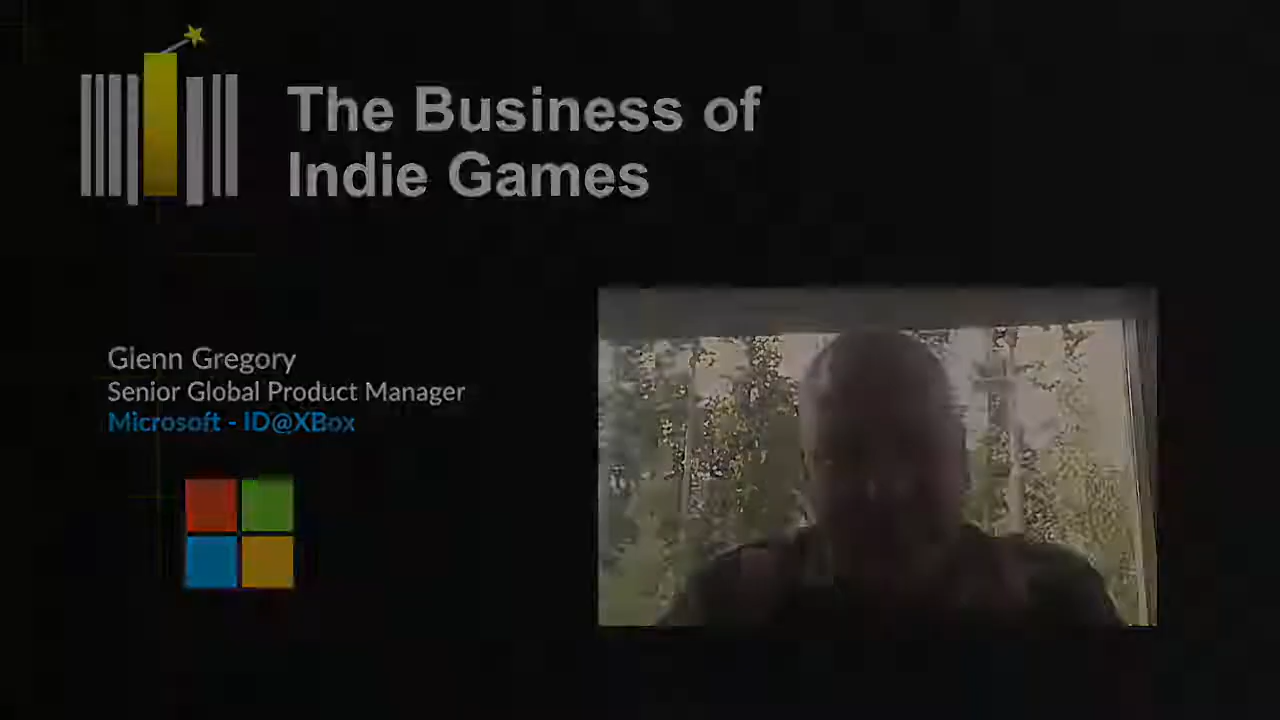 The Business of
Indie Games
Glenn Gregory
Senior Global Product Manager
Microsoft - ID@XBox